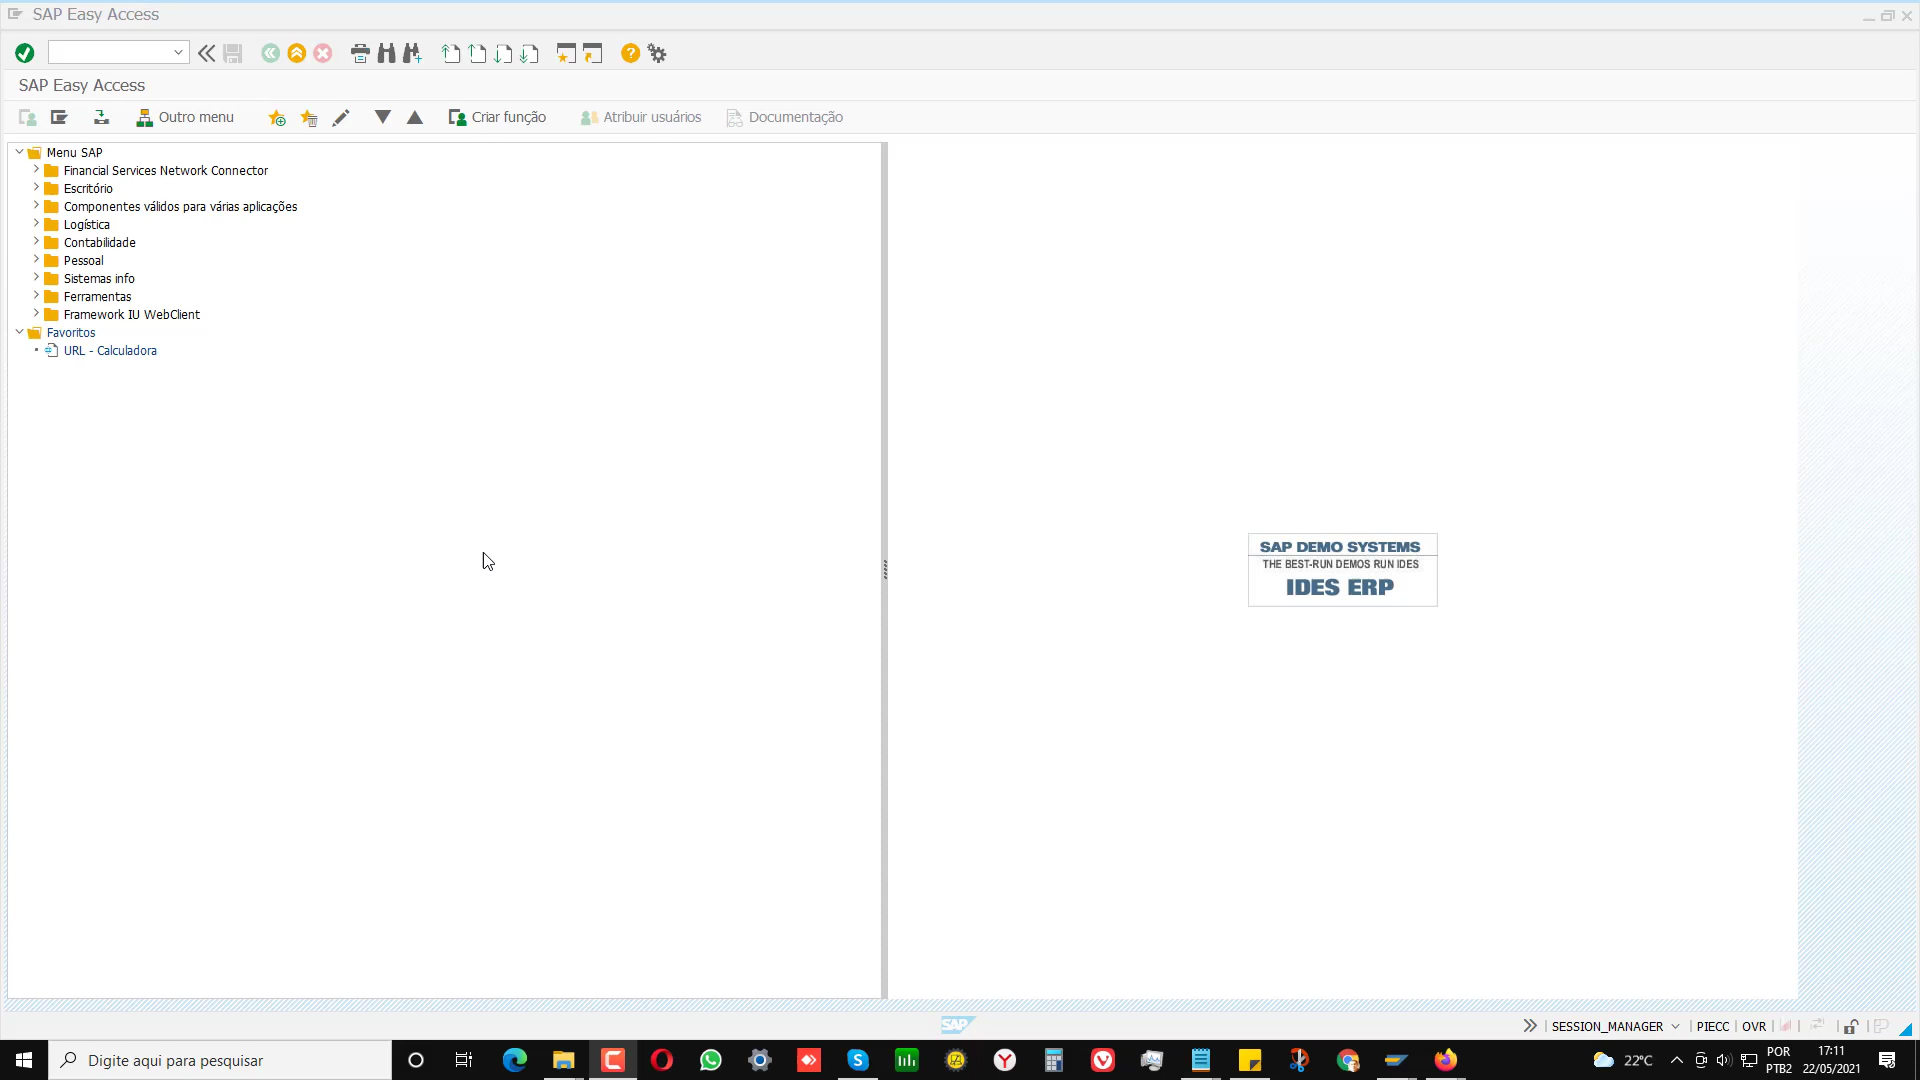 SAP Easy Access
SAP Easy Access
Outro menu
Criar função
Atribuir usuários
Documentação
Menu SAP
Financial Services Network Connector
Escritório
Componentes válidos para várias aplicações
Logística
Contabilidade
Pessoal
Sistemas info
Ferramentas
Framework IU WebClient
Favoritos
URL - Calculadora
SAP DEMO SYSTEMS
THE BEST-RUN DEMOS RUN IDES
IDES ERP
SAP
SESSION_MANAGER
PIECC
OVR
Digite aqui para pesquisar
22°C
POR
PTB2
17:11
22/05/2021